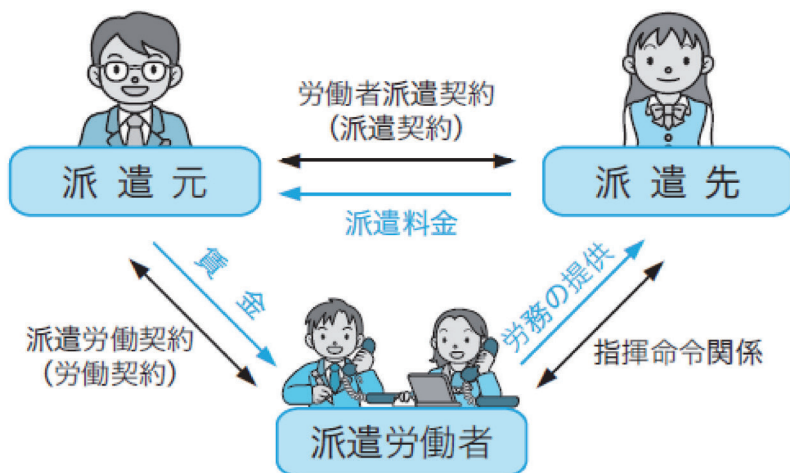 労働者派遣契約
(派遣契約)
派遣元
派遣先
派遣料金
賃金
労務の提供
派遣労働契約
(労働契約)
指揮命令関係
派遣労働者